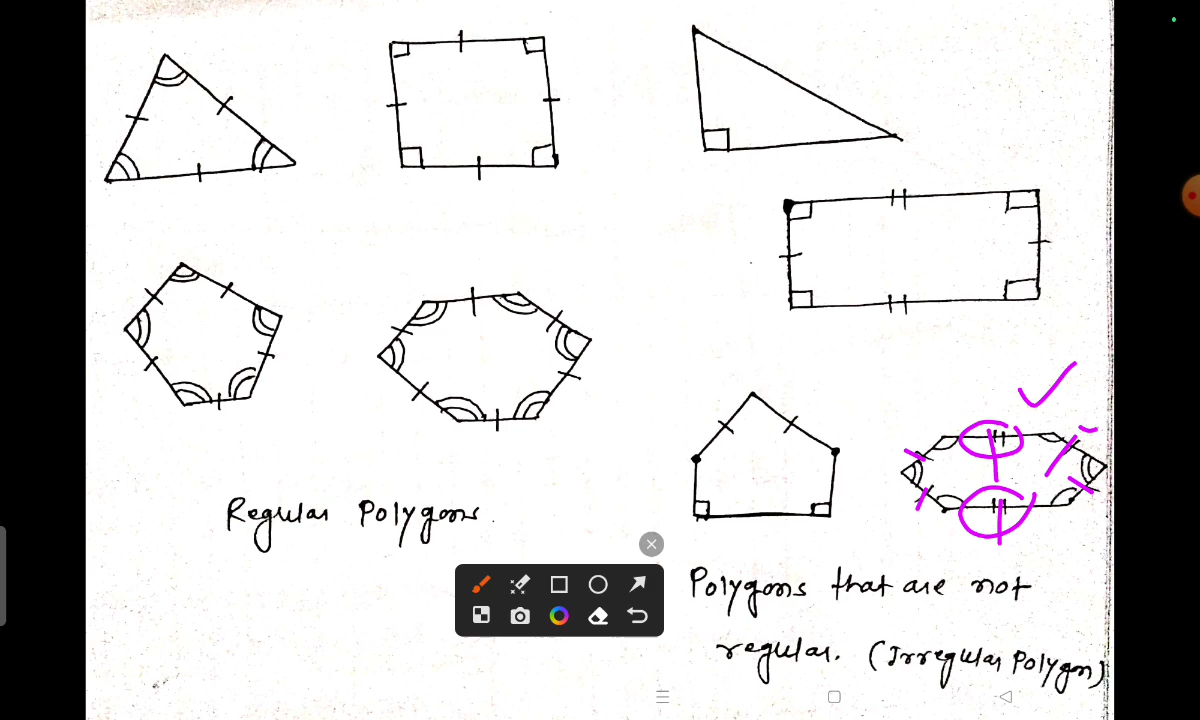 Regular Polygons.
Polygons that are not
regular. (Irregular Polygon)